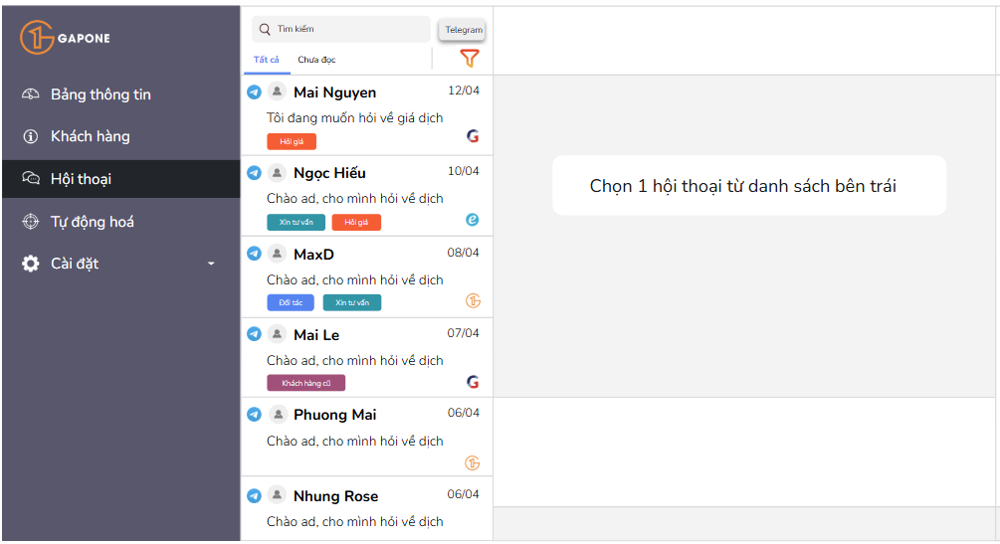 GAPONE
Bảng thông tin
Khách hàng
Hội thoại
Tự động hoá
Cài đặt
Tìm kiếm
Telegram
Tất cả
Chưa đọc
Mai Nguyen 12/04
Tôi đang muốn hỏi về giá dịch
Hỏi giá
Ngọc Hiếu 10/04
Chào ad, cho mình hỏi về dịch
Xin tư vấn Hỏi giá
MaxD 08/04
Chào ad, cho mình hỏi về dịch
Đối tác Xin tư vấn
Mai Le 07/04
Chào ad, cho mình hỏi về dịch
Khách hàng cũ
Phuong Mai 06/04
Chào ad, cho mình hỏi về dịch
Nhung Rose 06/04
Chào ad, cho mình hỏi về dịch
Chọn 1 hội thoại từ danh sách bên trái